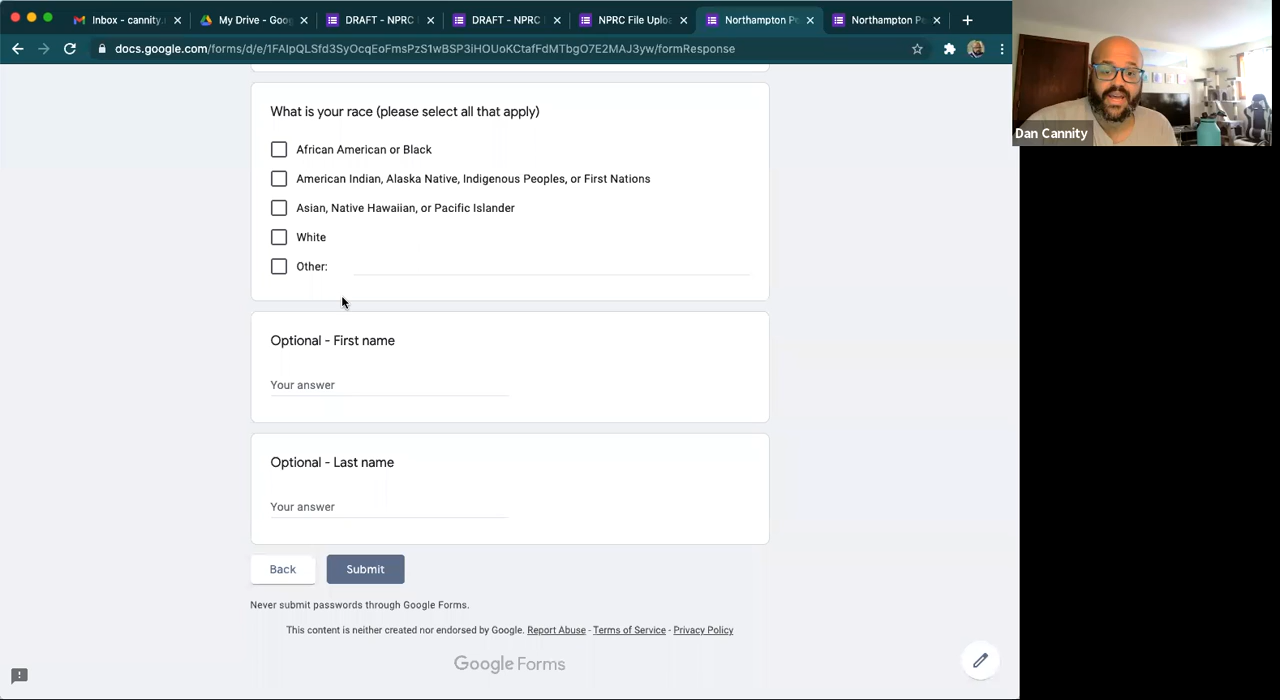 Inbox - cannity.
My Drive - Goo
DRAFT - NPRC
DRAFT - NPRC
NPRC File Uplo
Northampton Po
Northampton Po
docs.google.com/forms/d/e/1FAIpQLSfd3SyOcqEoFmsPzS1wBSP3iHOUoKCtafFdMTbgO7E2MAJ3yw/formResponse
What is your race (please select all that apply)
African American or Black
American Indian, Alaska Native, Indigenous Peoples, or First Nations
Asian, Native Hawaiian, or Pacific Islander
White
Other:
Optional - First name
Your answer
Optional - Last name
Your answer
Back
Submit
Never submit passwords through Google Forms.
This content is neither created nor endorsed by Google. Report Abuse - Terms of Service - Privacy Policy
Google Forms
Dan Cannity